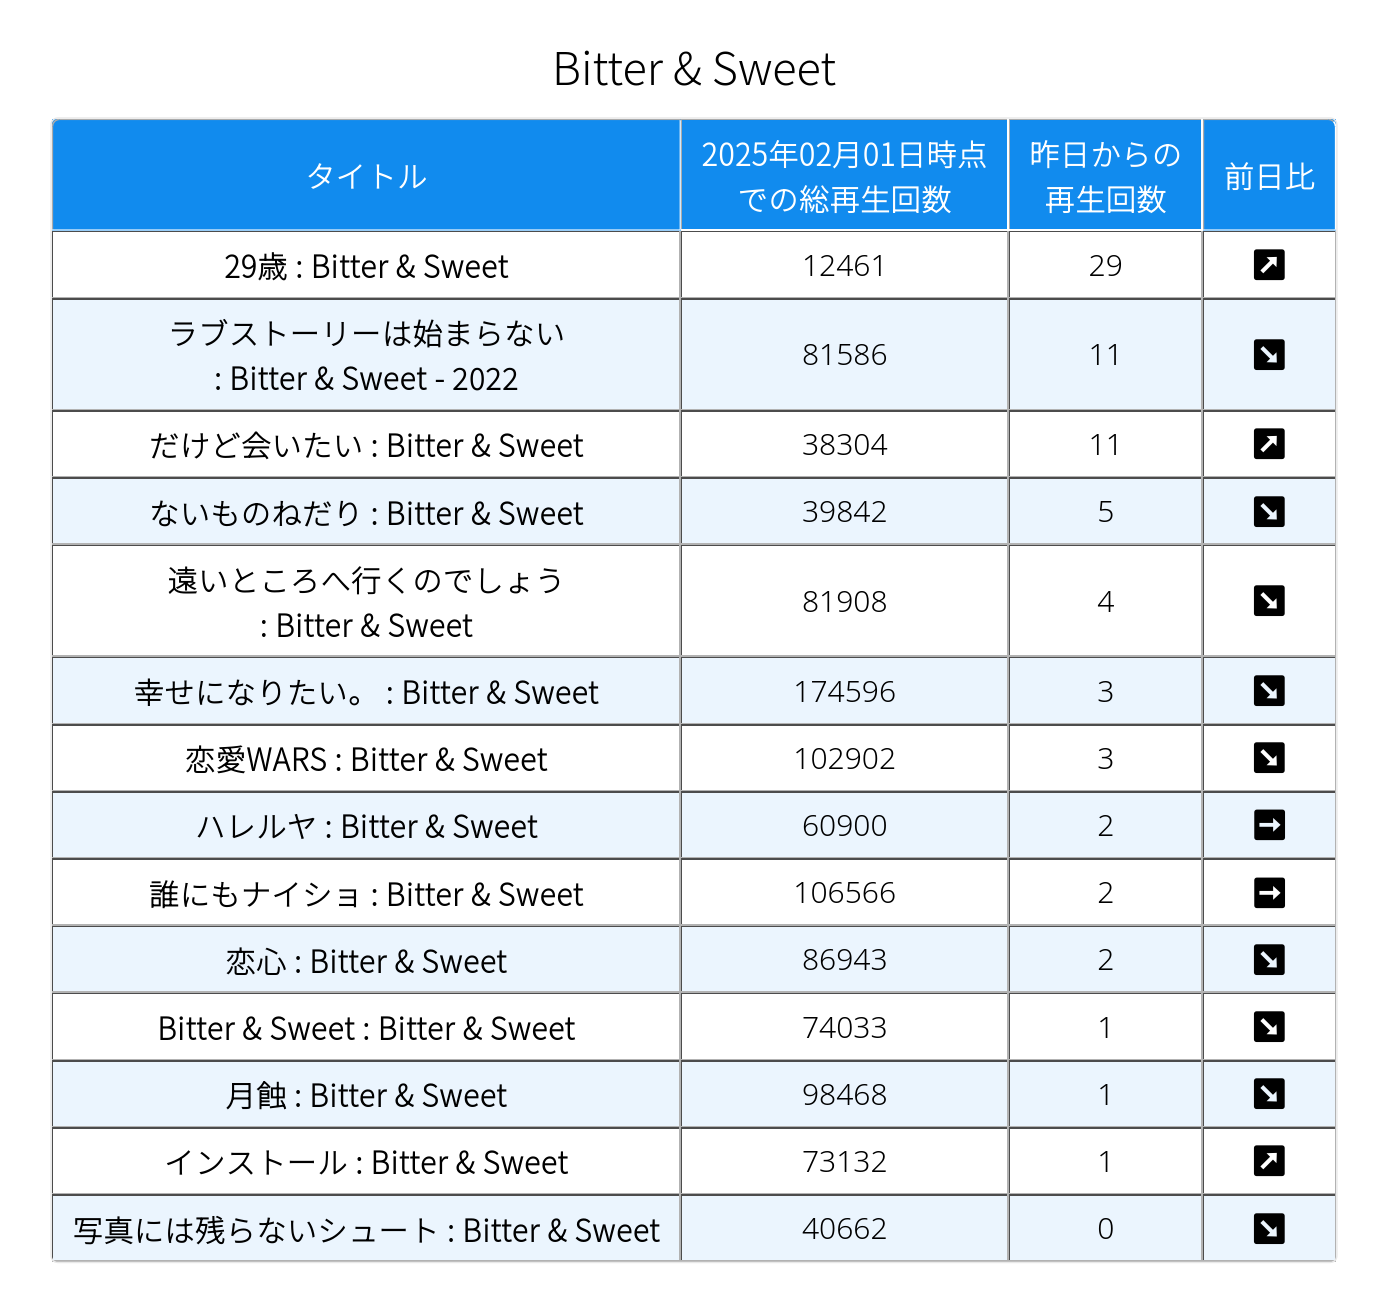 Bitter & Sweet
タイトル
2025年02月01日時点
での総再生回数
昨日からの
再生回数
前日比
29歳 : Bitter & Sweet 12461 29 ↗
ラブストーリーは始まらない
: Bitter & Sweet - 2022 81586 11 ↘
だけど会いたい : Bitter & Sweet 38304 11 ↗
ないものねだり : Bitter & Sweet 39842 5 ↘
遠いところへ行くのでしょう
: Bitter & Sweet 81908 4 ↘
幸せになりたい。 : Bitter & Sweet 174596 3 ↘
恋愛WARS : Bitter & Sweet 102902 3 ↘
ハレルヤ : Bitter & Sweet 60900 2 →
誰にもナイショ : Bitter & Sweet 106566 2 →
恋心 : Bitter & Sweet 86943 2 ↘
Bitter & Sweet : Bitter & Sweet 74033 1 ↘
月蝕 : Bitter & Sweet 98468 1 ↘
インストール : Bitter & Sweet 73132 1 ↗
写真には残らないシュート : Bitter & Sweet 40662 0 ↘